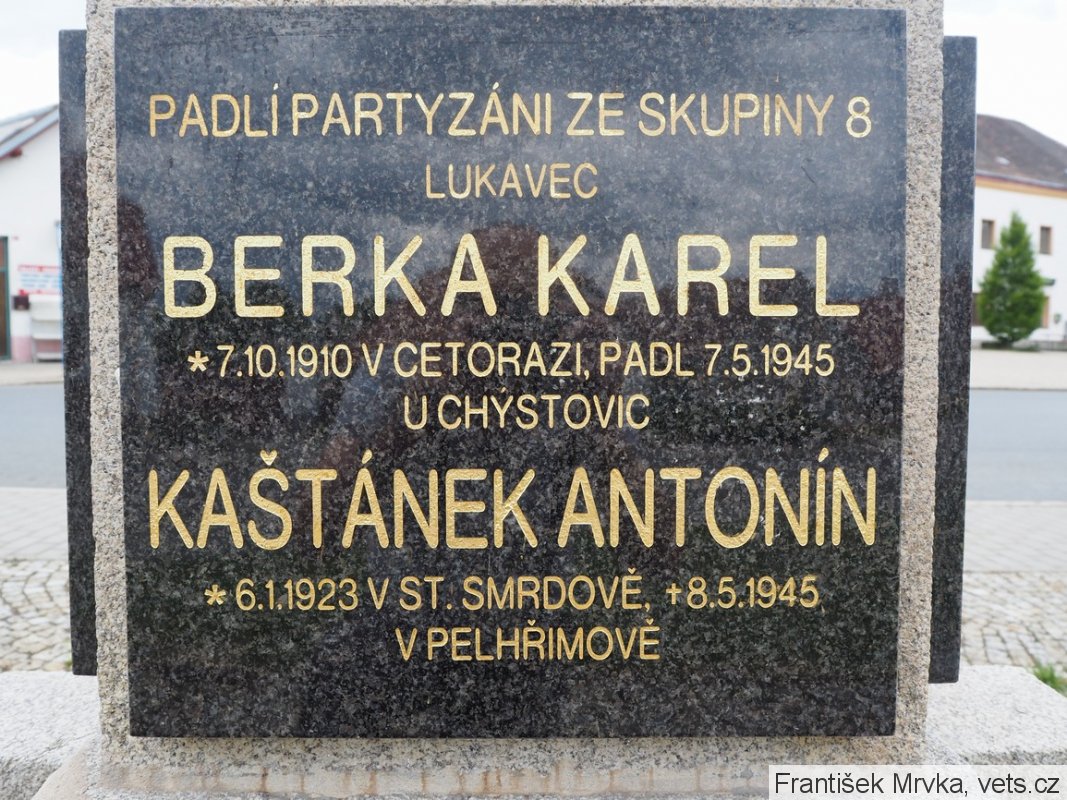 PADLÍ PARTYZÁNI ZE SKUPINY 8
LUKAVEC
BERKA KAREL
* 7.10.1910 V CETORAZI, PADL 7.5.1945
U CHÝSTOVIC
KAŠTÁNEK ANTONÍN
* 6.1.1923 V ST. SMRDOVĚ, +8.5.1945
V PELHŘIMOVĚ
František Mrvka, vets.cz